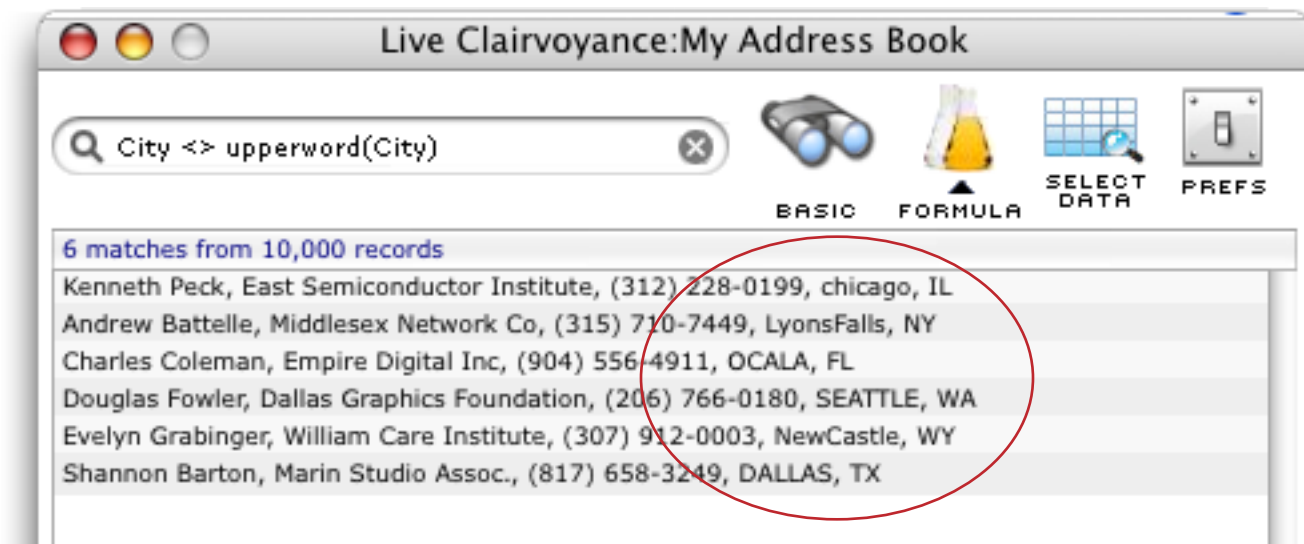 Live Clairvoyance:My Address Book
City <> upperword(City)
BASIC
FORMULA
SELECT
DATA
PREFS
6 matches from 10,000 records
Kenneth Peck, East Semiconductor Institute, (312) 228-0199, chicago, IL
Andrew Battelle, Middlesex Network Co, (315) 710-7449, LyonsFalls, NY
Charles Coleman, Empire Digital Inc, (904) 556-4911, OCALA, FL
Douglas Fowler, Dallas Graphics Foundation, (206) 766-0180, SEATTLE, WA
Evelyn Grabinger, William Care Institute, (307) 912-0003, NewCastle, WY
Shannon Barton, Marin Studio Assoc., (817) 658-3249, DALLAS, TX